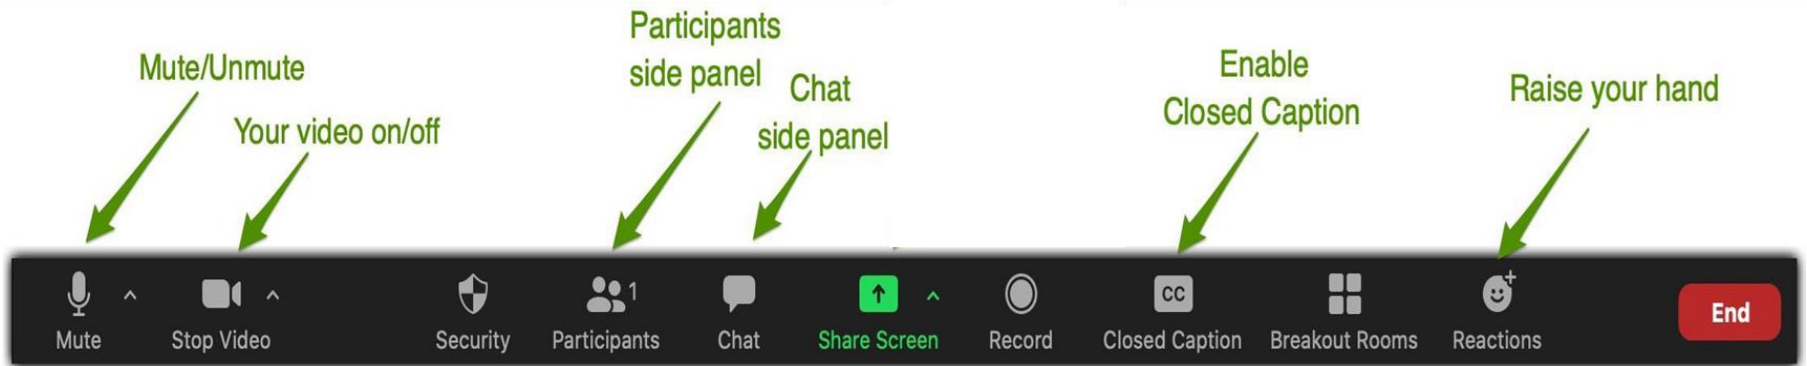 Mute/Unmute
Your video on/off
Participants
side panel
Chat
side panel
Enable
Closed Caption
Raise your hand
Mute
Stop Video
Security
1
Participants
Chat
Share Screen
Record
CC
Closed Caption
Breakout Rooms
Reactions
End